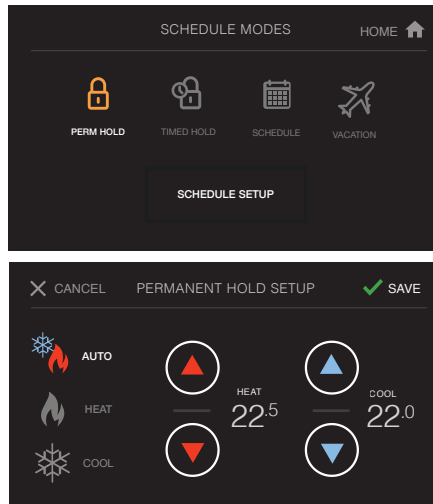 SCHEDULE MODES HOME
PERM HOLD TIMED HOLD SCHEDULE VACATION
SCHEDULE SETUP
CANCEL PERMANENT HOLD SETUP SAVE
AUTO
HEAT COOL
HEAT 22.5 22.0
COOL